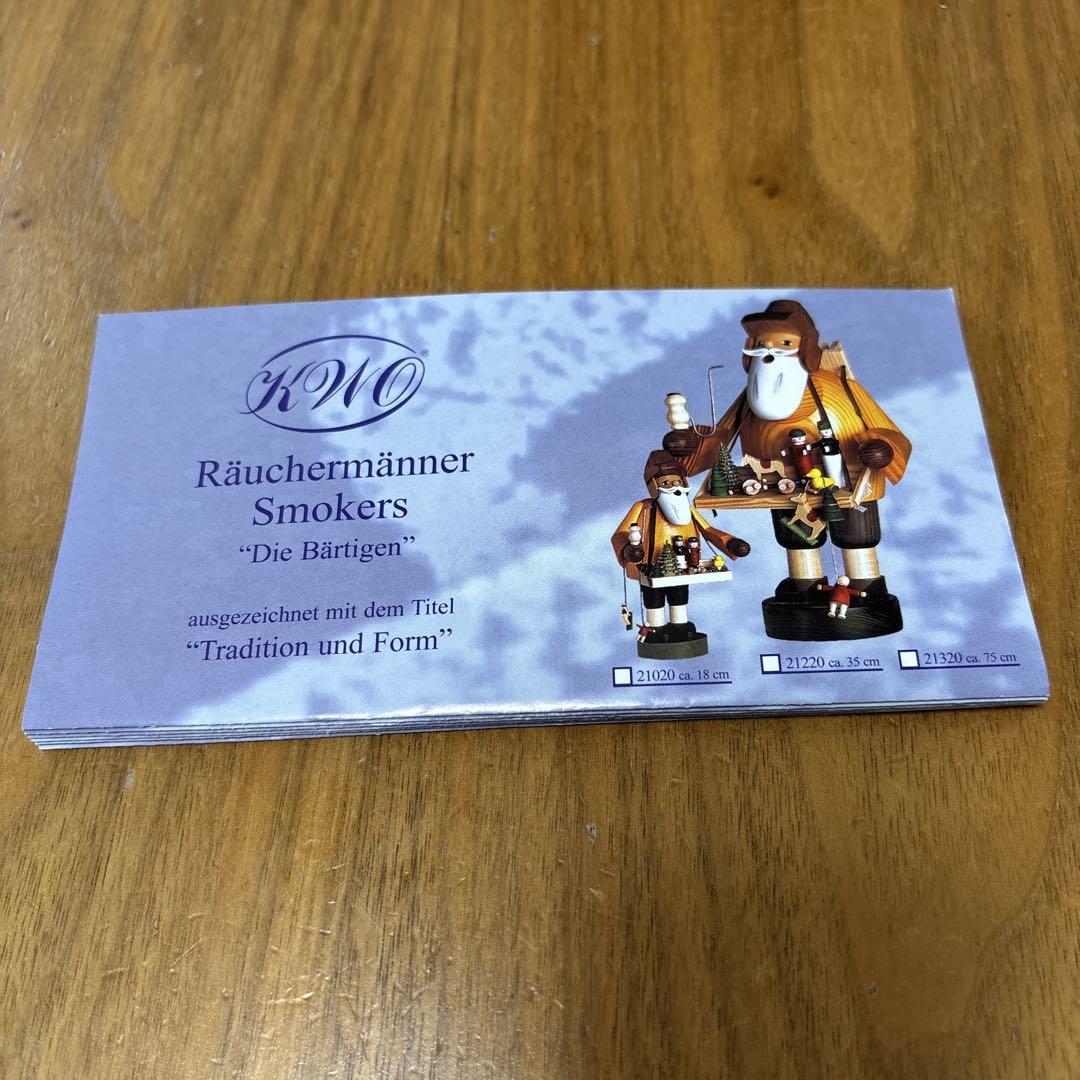 KWO®
Räuchermänner
Smokers
“Die Bärtigen”
ausgezeichnet mit dem Titel
“Tradition und Form”
21020 ca. 18 cm
21220 ca. 35 cm
21320 ca. 75 cm